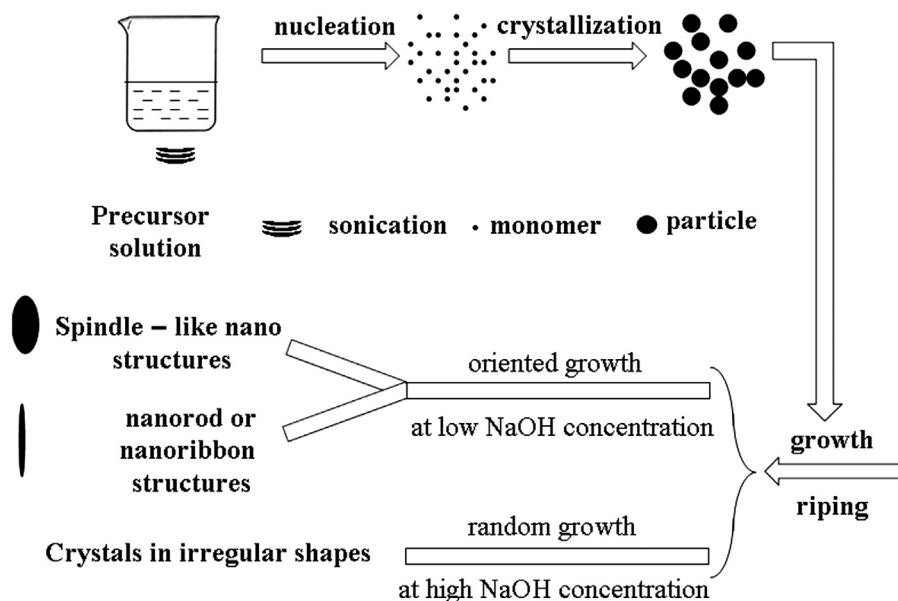 nucleation
crystallization
Precursor
solution
sonication
monomer
particle
Spindle – like nano
structures
oriented growth
at low NaOH concentration
nanorod or
nanoribbon
structures
growth
riping
random growth
Crystals in irregular shapes
at high NaOH concentration